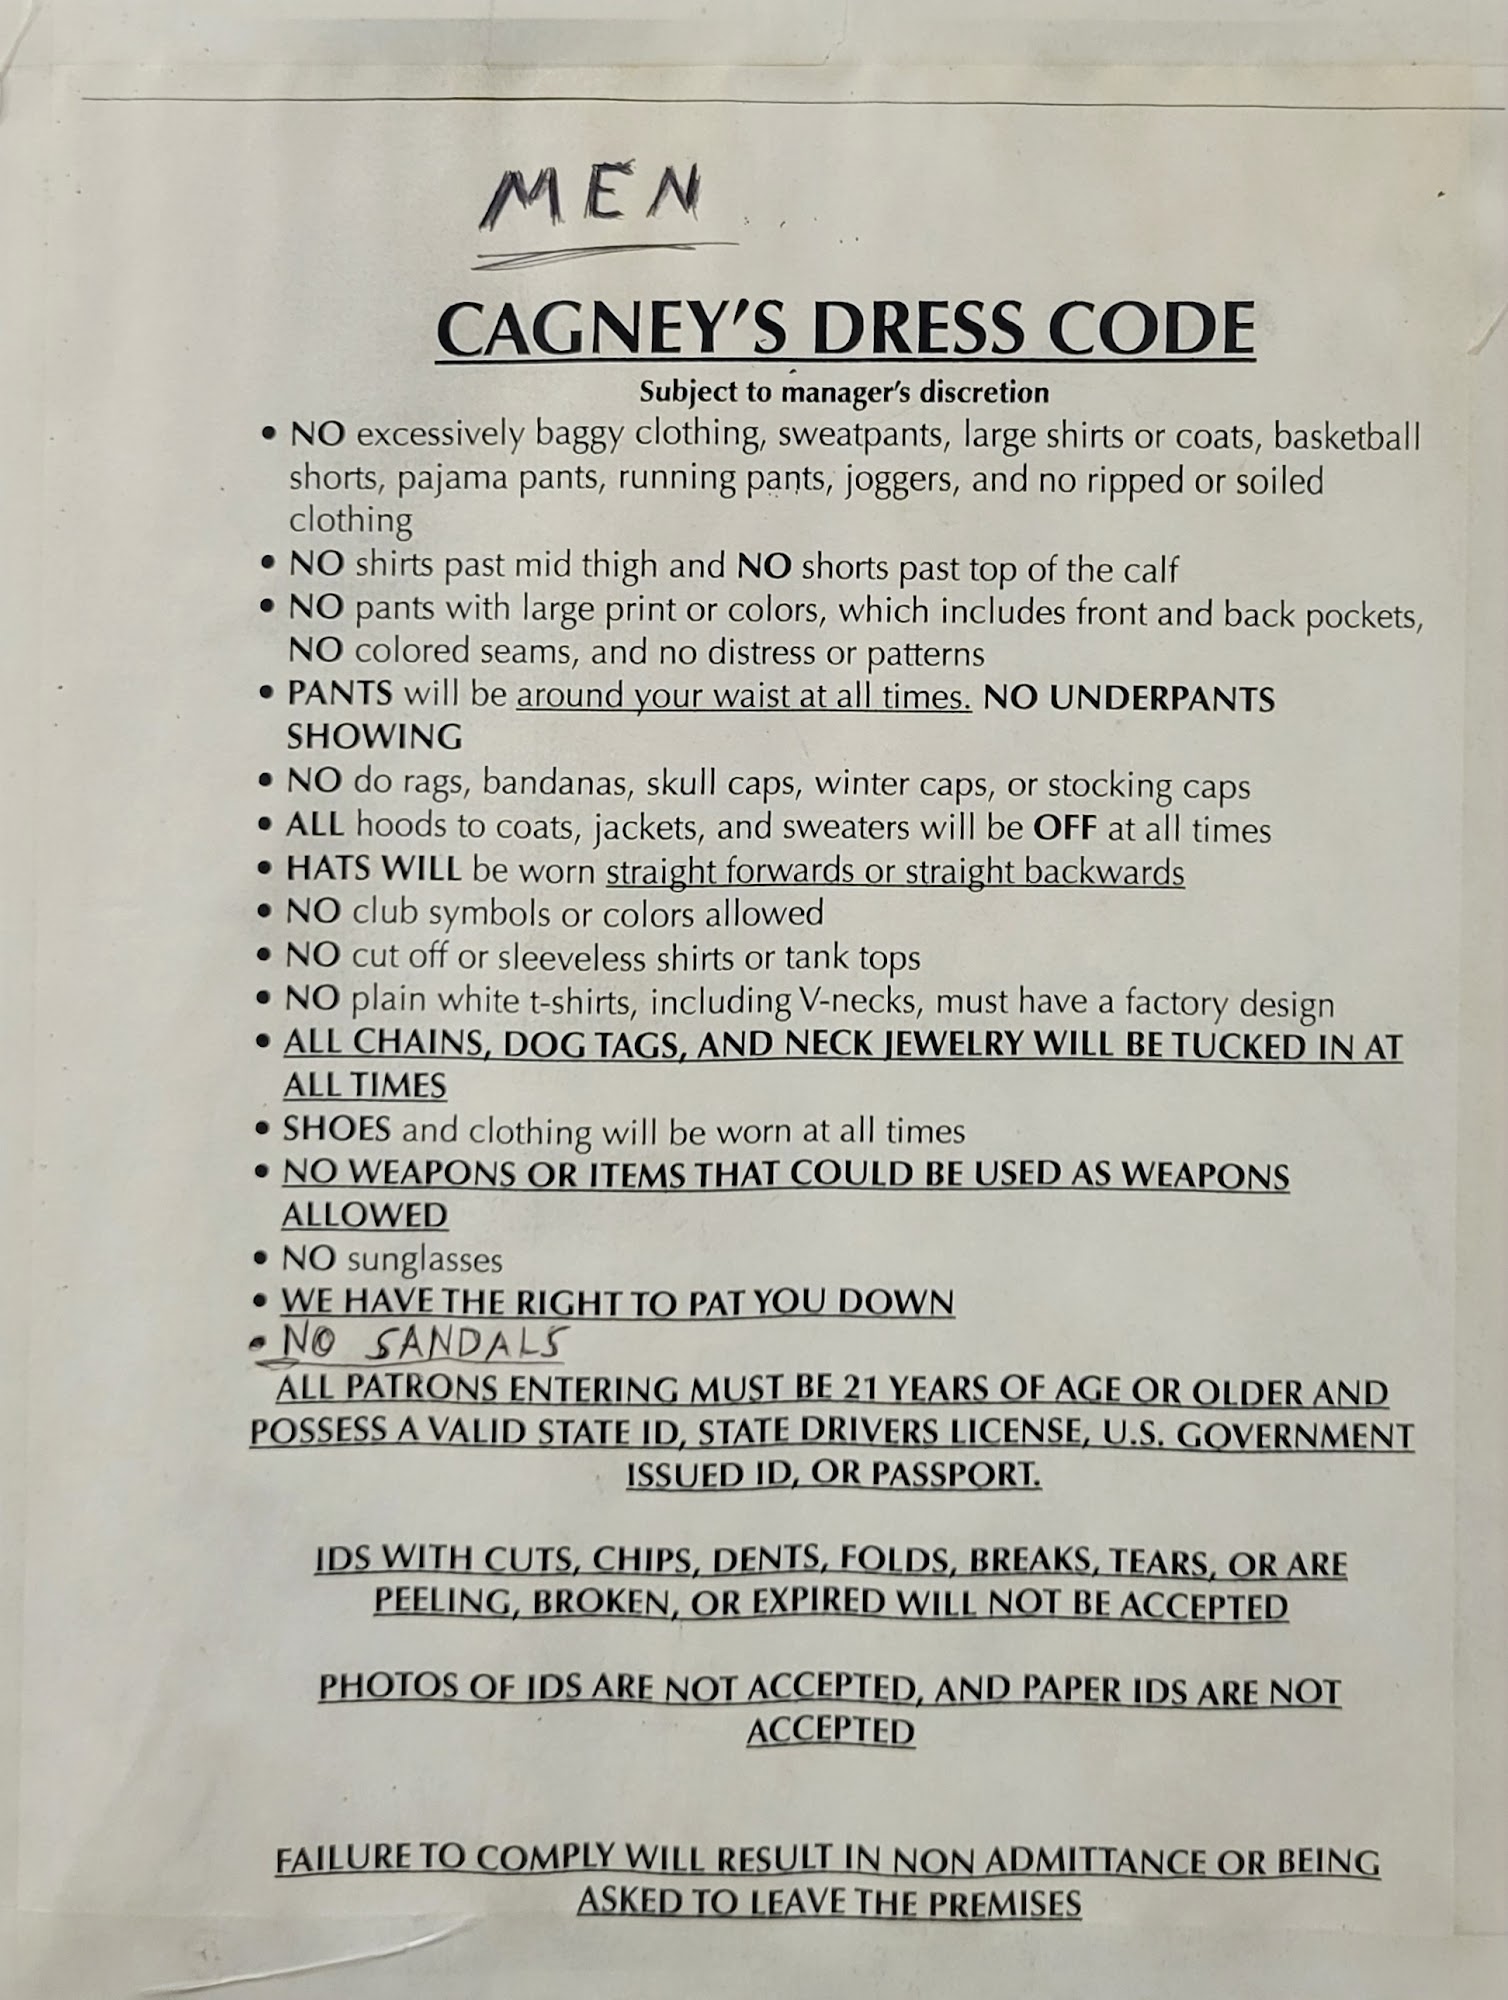 MEN
CAGNEY'S DRESS CODE
Subject to manager's discretion
• NO excessively baggy clothing, sweatpants, large shirts or coats, basketball
shorts, pajama pants, running pants, joggers, and no ripped or soiled
clothing
• NO shirts past mid thigh and NO shorts past top of the calf
• NO pants with large print or colors, which includes front and back pockets,
NO colored seams, and no distress or patterns
• PANTS will be around your waist at all times. NO UNDERPANTS
SHOWING
• NO do rags, bandanas, skull caps, winter caps, or stocking caps
• ALL hoods to coats, jackets, and sweaters will be OFF at all times
• HATS WILL be worn straight forwards or straight backwards
• NO club symbols or colors allowed
• NO cut off or sleeveless shirts or tank tops
• NO plain white t-shirts, including V-necks, must have a factory design
• ALL CHAINS, DOG TAGS, AND NECK JEWELRY WILL BE TUCKED IN AT
ALL TIMES
• SHOES and clothing will be worn at all times
• NO WEAPONS OR ITEMS THAT COULD BE USED AS WEAPONS
ALLOWED
• NO sunglasses
• WE HAVE THE RIGHT TO PAT YOU DOWN
• NO SANDALS
ALL PATRONS ENTERING MUST BE 21 YEARS OF AGE OR OLDER AND
POSSESS A VALID STATE ID, STATE DRIVERS LICENSE, U.S. GOVERNMENT
ISSUED ID, OR PASSPORT.
IDS WITH CUTS, CHIPS, DENTS, FOLDS, BREAKS, TEARS, OR ARE
PEELING, BROKEN, OR EXPIRED WILL NOT BE ACCEPTED
PHOTOS OF IDS ARE NOT ACCEPTED, AND PAPER IDS ARE NOT
ACCEPTED
FAILURE TO COMPLY WILL RESULT IN NON ADMITTANCE OR BEING
ASKED TO LEAVE THE PREMISES